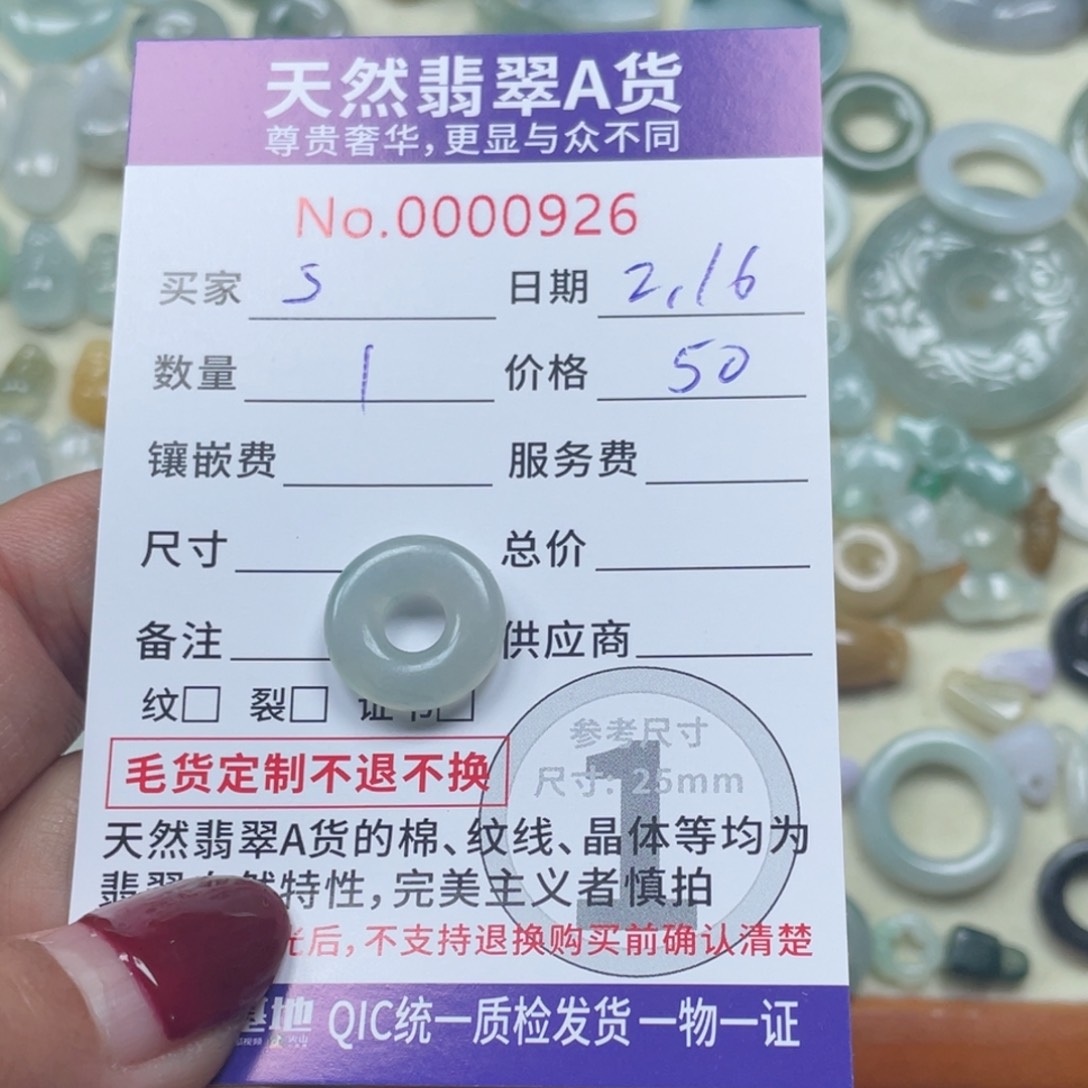 天然翡翠A货
尊贵奢华,更显与众不同
No.0000926
买家 S 日期 2.16
数量 1 价格 50
镶嵌费 服务费
尺寸 总价
备注 供应商
纹□ 裂□ 证书□
参考尺寸
尺寸: 25mm
1
毛货定制不退不换
天然翡翠A货的棉、纹线、晶体等均为
翡翠自然特性,完美主义者慎拍
后,不支持退换购买前确认清楚
基地 QIC统一质检发货 一物一证